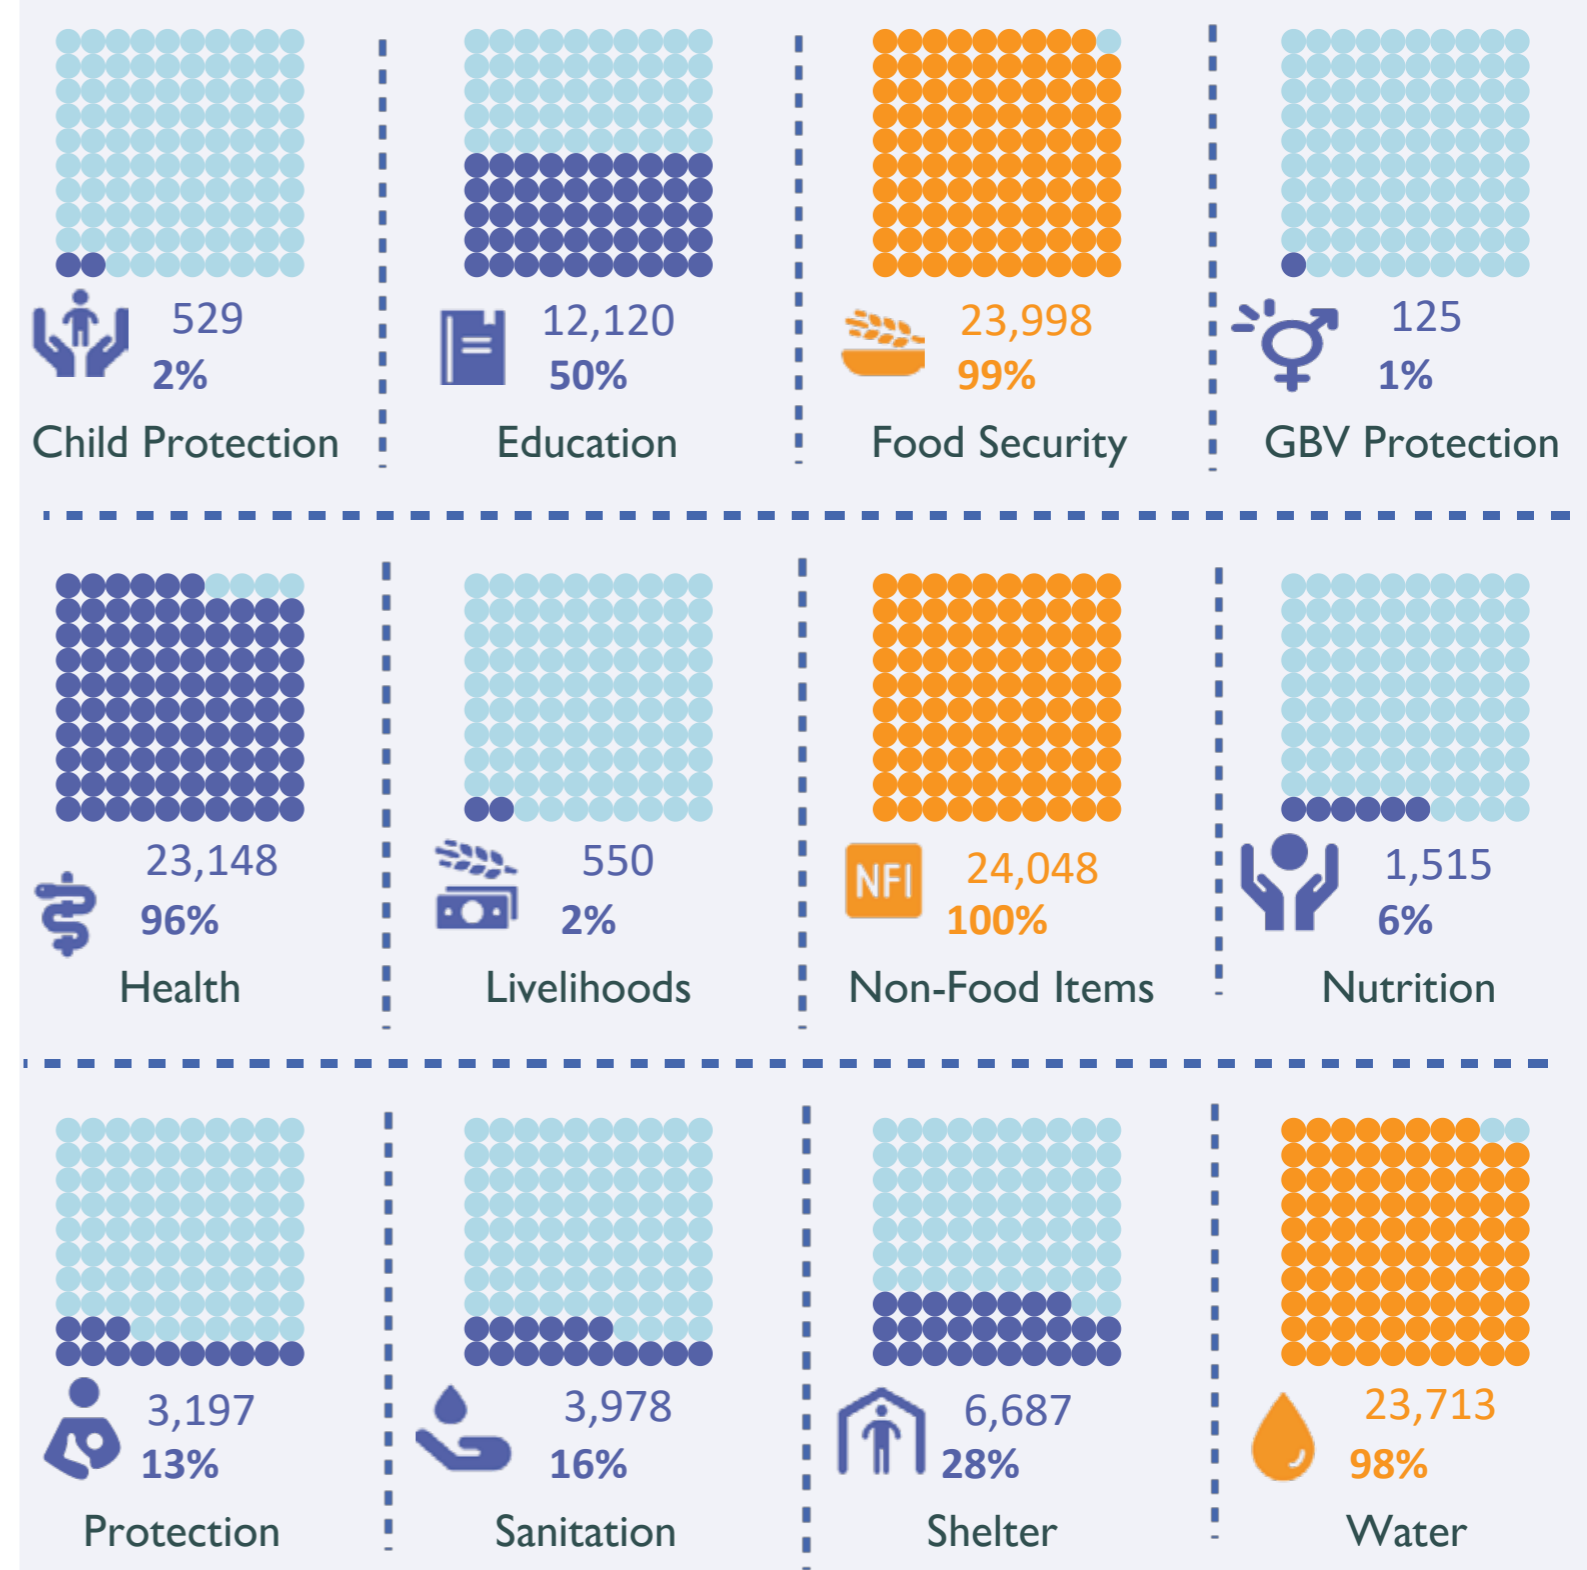 529
2%
Child Protection
12,120
50%
Education
23,998
99%
Food Security
125
1%
GBV Protection
23,148
96%
Health
550
2%
Livelihoods
NFI
24,048
100%
Non-Food Items
1,515
6%
Nutrition
3,197
13%
Protection
3,978
16%
Sanitation
6,687
28%
Shelter
23,713
98%
Water